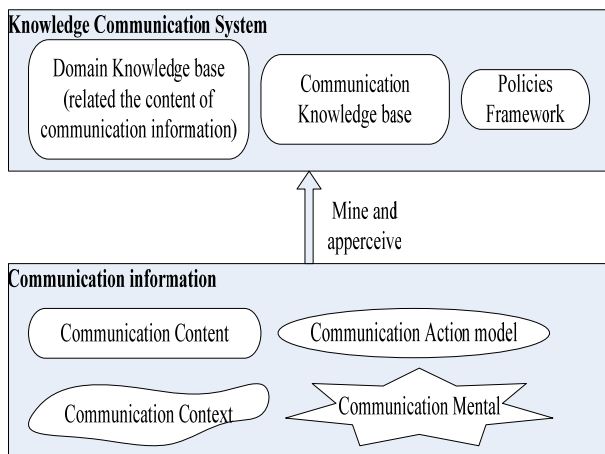 Knowledge Communication System
Domain Knowledge base
(related the content of
communication information)
Communication
Knowledge base
Policies
Framework
Mine and
apperceive
Communication information
Communication Content
Communication Action model
Communication Context
Communication Mental